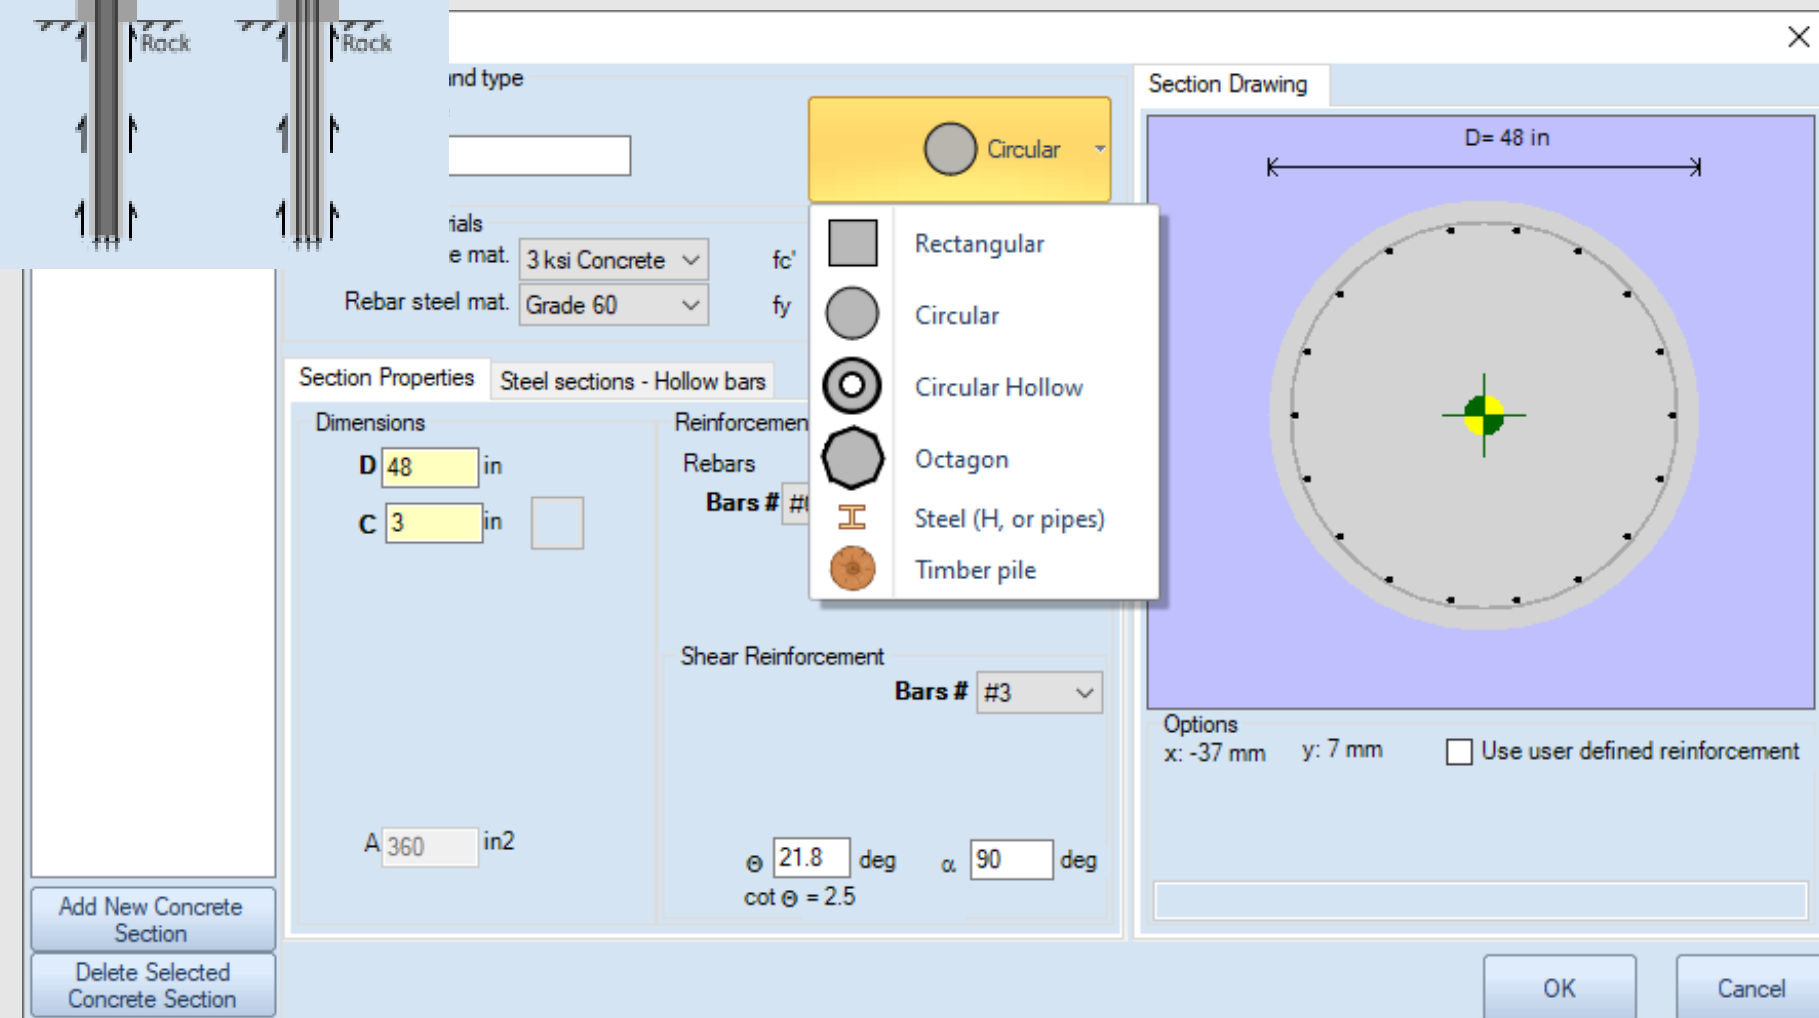 Rock
Rock
nd type
Circular
Section Drawing
D= 48 in
Rectangular
Circular
Circular Hollow
Octagon
Steel (H, or pipes)
Timber pile
ials
e mat.
3 ksi Concrete
fc'
Rebar steel mat.
Grade 60
fy
Section Properties
Steel sections - Hollow bars
Dimensions
D 48 in
C 3 in
A 360 in2
Reinforcemen
Rebars
Bars # #
Shear Reinforcement
Bars # #3
Θ 21.8 deg α 90 deg
cot Θ = 2.5
Options
x: -37 mm y: 7 mm
Use user defined reinforcement
Add New Concrete
Section
Delete Selected
Concrete Section
OK
Cancel